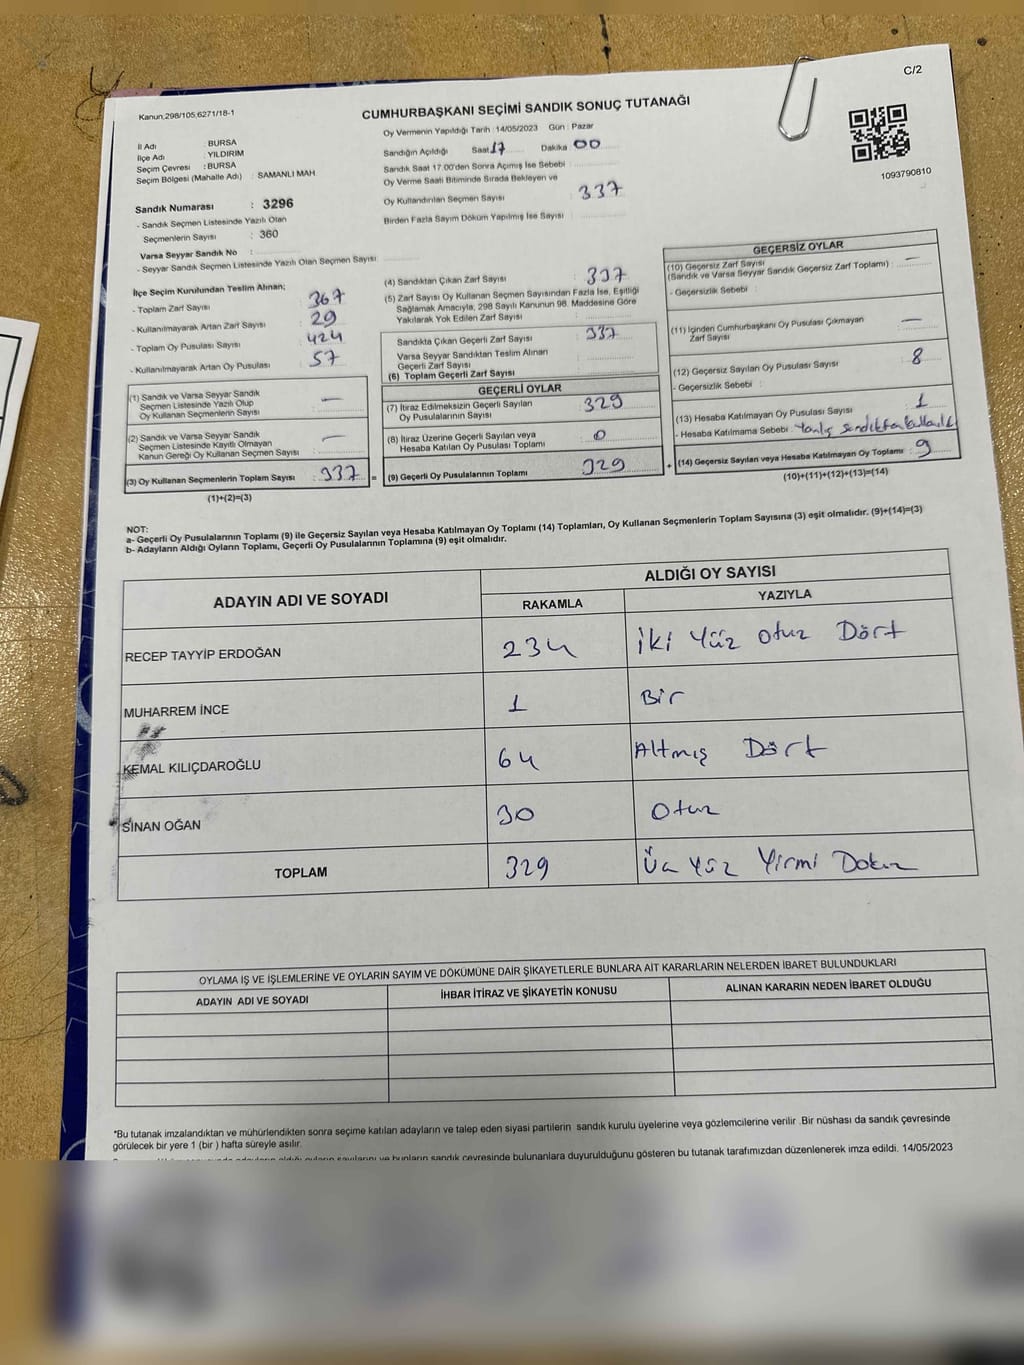 C/2
Kanun,298/105,6271/18-1
CUMHURBAŞKANI SEÇİMİ SANDIK SONUÇ TUTANAĞI
1093790810
İl Adı : BURSA
İlçe Adı : YILDIRIM
Seçim Çevresi : BURSA
Seçim Bölgesi (Mahalle Adı) : SAMANLI MAH.
Sandık Numarası : 3296
- Sandık Seçmen Listesinde Yazılı Olan
Seçmenlerin Sayısı : 360
Varsa Seyyar Sandık No :
- Seyyar Sandık Seçmen Listesinde Yazılı Olan Seçmen Sayısı:
Oy Vermenin Yapıldığı Tarih : 14/05/2023 Gün : Pazar
Sandığın Açıldığı Saat 17 Dakika 00
Sandık Saat 17:00'den Sonra Açımış İse Sebebi :
Oy Verme Saati Bitiminde Sırada Bekleyen ve
Oy Kullandırılan Seçmen Sayısı : 337
Birden Fazla Sayım Döküm Yapılmış İse Sayısı :
İlçe Seçim Kurulundan Teslim Alınan;
- Toplam Zarf Sayısı : 367
- Kullanılmayarak Artan Zarf Sayısı : 29
- Toplam Oy Pusulası Sayısı : 424
- Kullanılmayarak Artan Oy Pusulası : 57
(1) Sandık ve Varsa Seyyar Sandık
Seçmen Listesinde Yazılı Olup
Oy Kullanan Seçmenlerin Sayısı : —
(2) Sandık ve Varsa Seyyar Sandık
Seçmen Listesinde Kayıtlı Olmayan
Kanun Gereği Oy Kullanan Seçmen Sayısı : —
(3) Oy Kullanan Seçmenlerin Toplam Sayısı : 337 =
(1)+(2)=(3)
(4) Sandıktan Çıkan Zarf Sayısı : 337
(5) Zarf Sayısı Oy Kullanan Seçmen Sayısından Fazla İse, Eşitliği
Sağlamak Amacıyla, 298 Sayılı Kanunun 98. Maddesine Göre
Yakılarak Yok Edilen Zarf Sayısı :
Sandıkta Çıkan Geçerli Zarf Sayısı : 337
Varsa Seyyar Sandıktan Teslim Alınan
Geçerli Zarf Sayısı :
(6) Toplam Geçerli Zarf Sayısı
GEÇERLİ OYLAR
(7) İtiraz Edilmeksizin Geçerli Sayılan
Oy Pusulalarının Sayısı : 329
(8) İtiraz Üzerine Geçerli Sayılan veya
Hesaba Katılan Oy Pusulası Toplamı : 0
(9) Geçerli Oy Pusulalarının Toplamı : 329 +
GEÇERSİZ OYLAR
(10) Geçersiz Zarf Sayısı
(Sandık ve Varsa Seyyar Sandık Geçersiz Zarf Toplamı) : —
- Geçersizlik Sebebi :
(11) İçinden Cumhurbaşkanı Oy Pusulası Çıkmayan
Zarf Sayısı : —
(12) Geçersiz Sayılan Oy Pusulası Sayısı : 8
- Geçersizlik Sebebi :
(13) Hesaba Katılmayan Oy Pusulası Sayısı : 1
- Hesaba Katılmama Sebebi : Yanlış
(14) Geçersiz Sayılan veya Hesaba Katılmayan Oy Toplamı : 9
(10)+(11)+(12)+(13)=(14)
NOT:
a- Geçerli Oy Pusulalarının Toplamı (9) ile Geçersiz Sayılan veya Hesaba Katılmayan Oy Toplamı (14) Toplamları, Oy Kullanan Seçmenlerin Toplam Sayısına (3) eşit olmalıdır. (9)+(14)=(3)
b- Adayların Aldığı Oyların Toplamı, Geçerli Oy Pusulalarının Toplamına (9) eşit olmalıdır.
ADAYIN ADI VE SOYADI ALDIĞI OY SAYISI
RAKAMLA YAZIYLA
RECEP TAYYİP ERDOĞAN 234 İki Yüz Otuz Dört
MUHARREM İNCE 1 Bir
KEMAL KILIÇDAROĞLU 64 Altmış Dört
SİNAN OĞAN 30 Otuz
TOPLAM 329 Üç Yüz Yirmi Dokuz
OYLAMA İŞ VE İŞLEMLERİNE VE OYLARIN SAYIM VE DÖKÜMÜNE DAİR ŞİKAYETLERLE BUNLARA AİT KARARLARIN NELERDEN İBARET BULUNDUKLARI
ADAYIN ADI VE SOYADI İHBAR İTİRAZ VE ŞİKAYETİN KONUSU ALINAN KARARIN NEDEN İBARET OLDUĞU
*Bu tutanak imzalandıktan ve mühürlendikten sonra seçime katılan adayların ve talep eden siyasi partilerin sandık kurulu üyelerine veya gözlemcilerine verilir .Bir nüshası da sandık çevresinde
görülecek bir yere 1 (bir ) hafta süreyle asılır.
bunların sandık çevresinde bulunanlara duyurulduğunu gösteren bu tutanak tarafımızdan düzenlenerek imza edildi. 14/05/2023